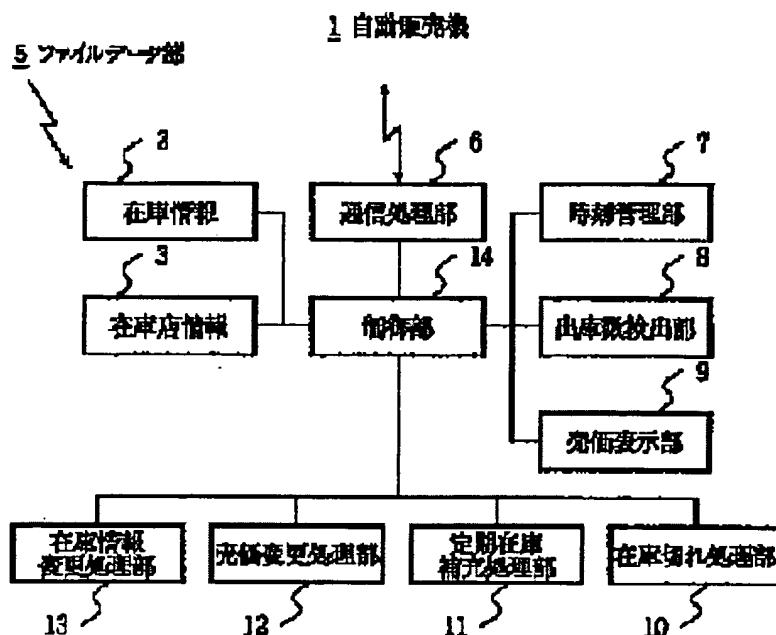 1 自動販売機
5 ファイルデータ部
2
6
7
在庫情報
通信処理部
時刻管理部
3
14
8
在庫店情報
制御部
出庫数検出部
9
売価表示部
在庫情報
変更処理部
売価変更処理部
定期在庫
補充処理部
在庫切れ処理部
13
12
11
10